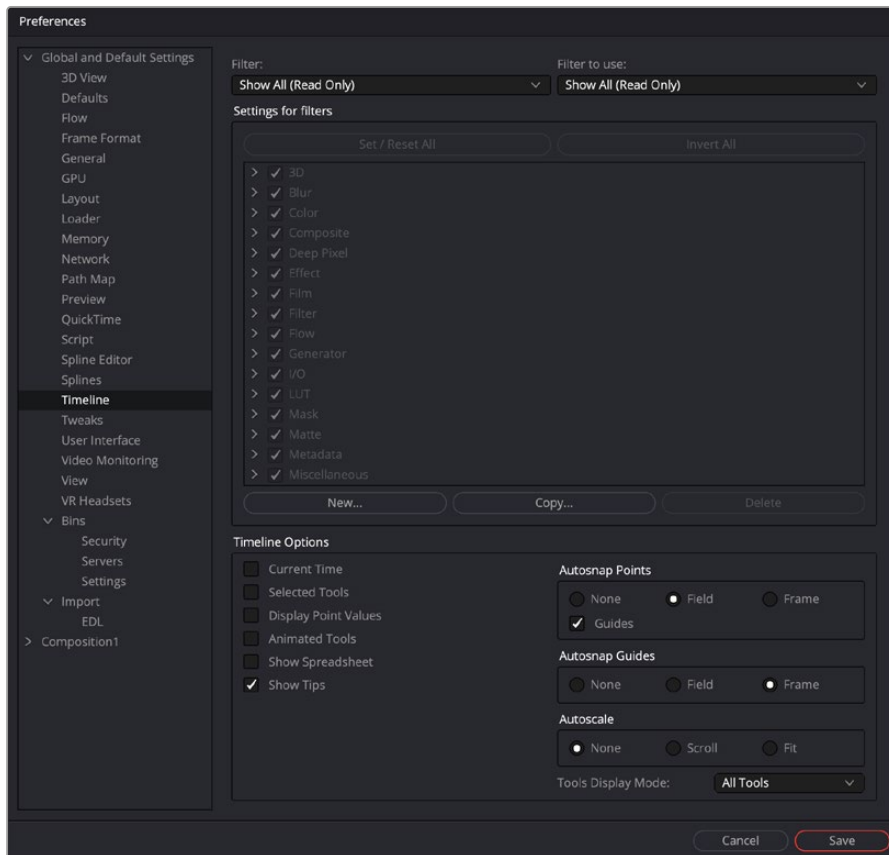 Preferences
Global and Default Settings
3D View
Defaults
Flow
Frame Format
General
GPU
Layout
Loader
Memory
Network
Path Map
Preview
QuickTime
Script
Spline Editor
Splines
Timeline
Tweaks
User Interface
Video Monitoring
View
VR Headsets
Bins
Security
Servers
Settings
Import
EDL
Composition1
Filter:
Show All (Read Only)
Filter to use:
Show All (Read Only)
Settings for filters
Set / Reset All
Invert All
3D
Blur
Color
Composite
Deep Pixel
Effect
Film
Filter
Flow
Generator
I/O
LUT
Mask
Matte
Metadata
Miscellaneous
New...
Copy...
Delete
Timeline Options
Current Time
Selected Tools
Display Point Values
Animated Tools
Show Spreadsheet
Show Tips
Autosnap Points
None
Field
Frame
Guides
Autosnap Guides
None
Field
Frame
Autoscale
None
Scroll
Fit
Tools Display Mode:
All Tools
Cancel
Save